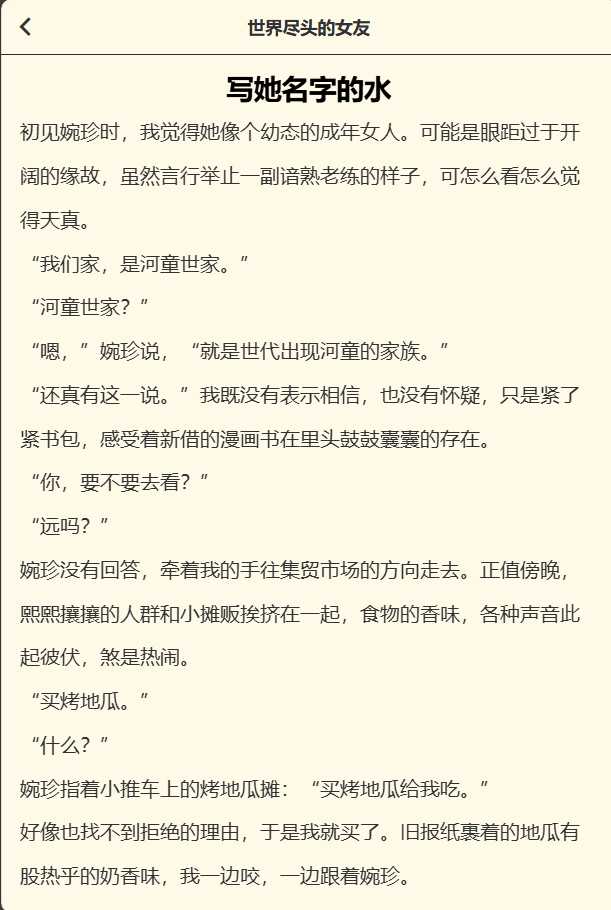 世界尽头的女友
写她名字的水
初见婉珍时，我觉得她像个幼态的成年女人。可能是眼距过于开
阔的缘故，虽然言行举止一副谙熟老练的样子，可怎么看怎么觉
得天真。
“我们家，是河童世家。”
“河童世家？”
“嗯，”婉珍说，“就是世代出现河童的家族。”
“还真有这一说。”我既没有表示相信，也没有怀疑，只是紧了
紧书包，感受着新借的漫画书在里头鼓鼓囊囊的存在。
“你，要不要去看？”
“远吗？”
婉珍没有回答，牵着我的手往集贸市场的方向走去。正值傍晚，
熙熙攘攘的人群和小摊贩挨挤在一起，食物的香味，各种声音此
起彼伏，煞是热闹。
“买烤地瓜。”
“什么？”
婉珍指着小推车上的烤地瓜摊：“买烤地瓜给我吃。”
好像也找不到拒绝的理由，于是我就买了。旧报纸裹着的地瓜有
股热乎的奶香味，我一边咬，一边跟着婉珍。